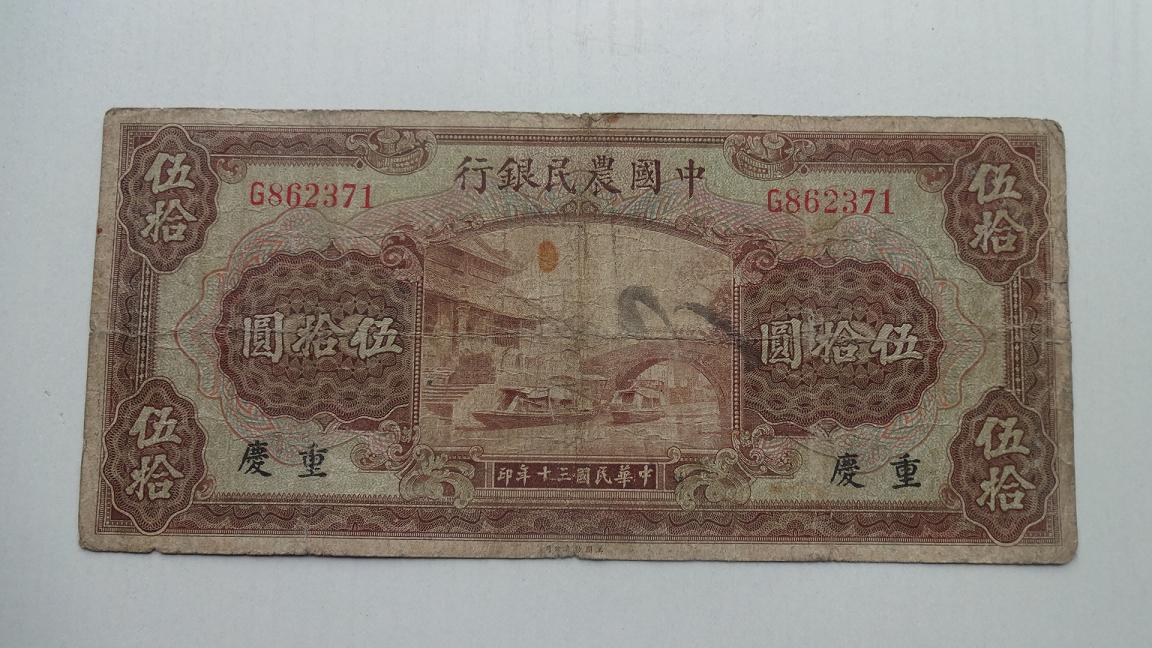 中國農民銀行
伍拾
伍拾
G862371
G862371
伍拾圓
伍拾圓
伍拾
伍拾
重慶
重慶
中華民國三十年印